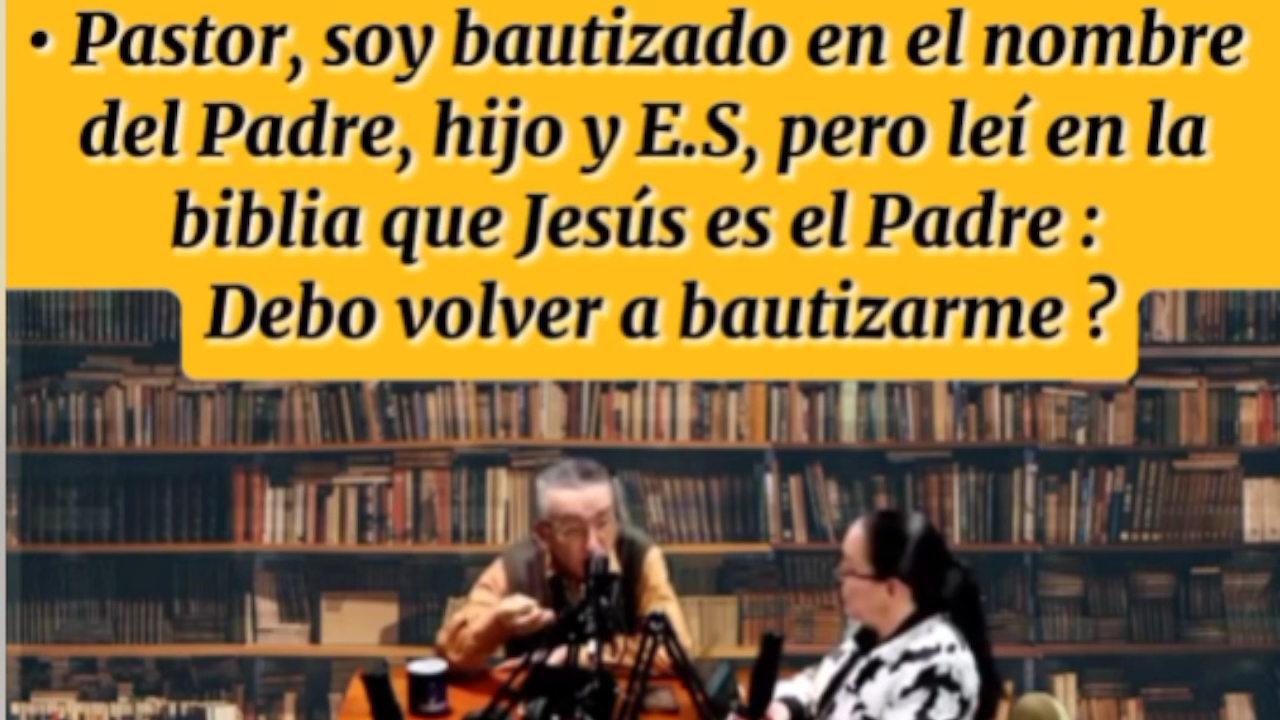 • Pastor, soy bautizado en el nombre
del Padre, hijo y E.S, pero leí en la
biblia que Jesús es el Padre :
Debo volver a bautizarme ?